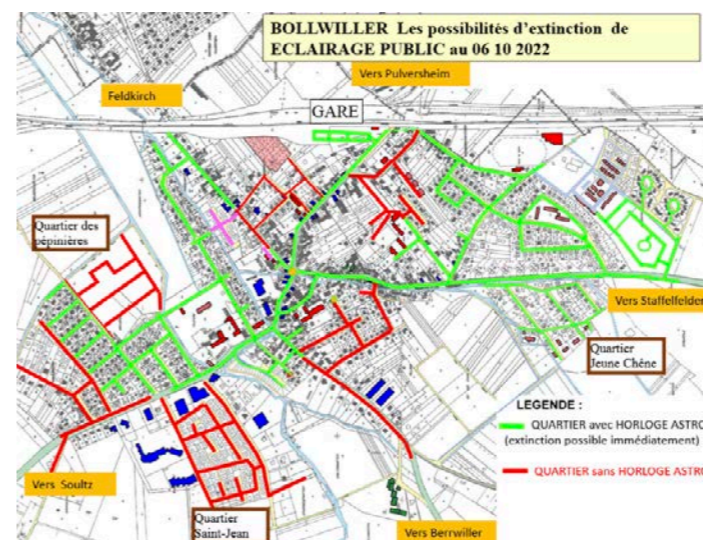 BOLLWILLER Les possibilités d'extinction de
ECLAIRAGE PUBLIC au 06 10 2022
Vers Pulversheim
Feldkirch
GARE
Quartier des
pépinières
Vers Staffelfelden
Quartier
Jeune Chêne
LEGENDE :
QUARTIER avec HORLOGE ASTRO
(extinction possible immédiatement)
QUARTIER sans HORLOGE ASTRO
Vers Soultz
Quartier
Saint-Jean
Vers Berrwiller